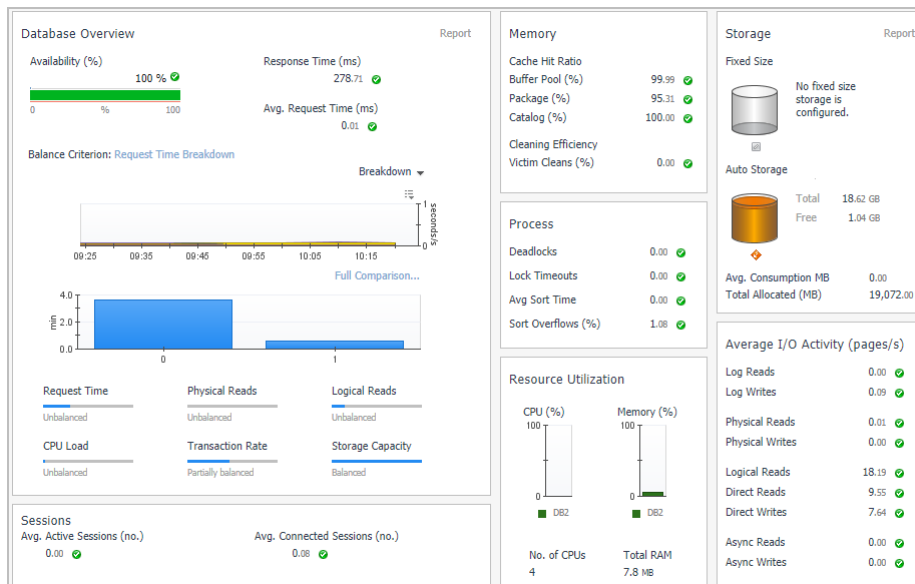 Database Overview
Report
Availability (%)
100 %
0 % 100
Response Time (ms)
278.71
Avg. Request Time (ms)
0.01
Balance Criterion: Request Time Breakdown
Breakdown
1
seconds/s
0
09:25 09:35 09:45 09:55 10:05 10:15
Full Comparison...
4.0
2.0
0.0
min
0 1
Request Time Physical Reads Logical Reads
Unbalanced Unbalanced Unbalanced
CPU Load Transaction Rate Storage Capacity
Unbalanced Partially balanced Balanced
Sessions
Avg. Active Sessions (no.) Avg. Connected Sessions (no.)
0.00 0.08
Memory
Cache Hit Ratio
Buffer Pool (%) 99.99
Package (%) 95.31
Catalog (%) 100.00
Cleaning Efficiency
Victim Cleans (%) 0.00
Process
Deadlocks 0.00
Lock Timeouts 0.00
Avg Sort Time 0.00
Sort Overflows (%) 1.08
Resource Utilization
CPU (%) Memory (%)
100 100
0 0
DB2 DB2
No. of CPUs Total RAM
4 7.8 MB
Storage
Report
Fixed Size
No fixed size
storage is
configured.
Auto Storage
Total 18.62 GB
Free 1.04 GB
Avg. Consumption MB 0.00
Total Allocated (MB) 19,072.00
Average I/O Activity (pages/s)
Log Reads 0.00
Log Writes 0.09
Physical Reads 0.01
Physical Writes 0.00
Logical Reads 18.19
Direct Reads 9.55
Direct Writes 7.64
Async Reads 0.00
Async Writes 0.00